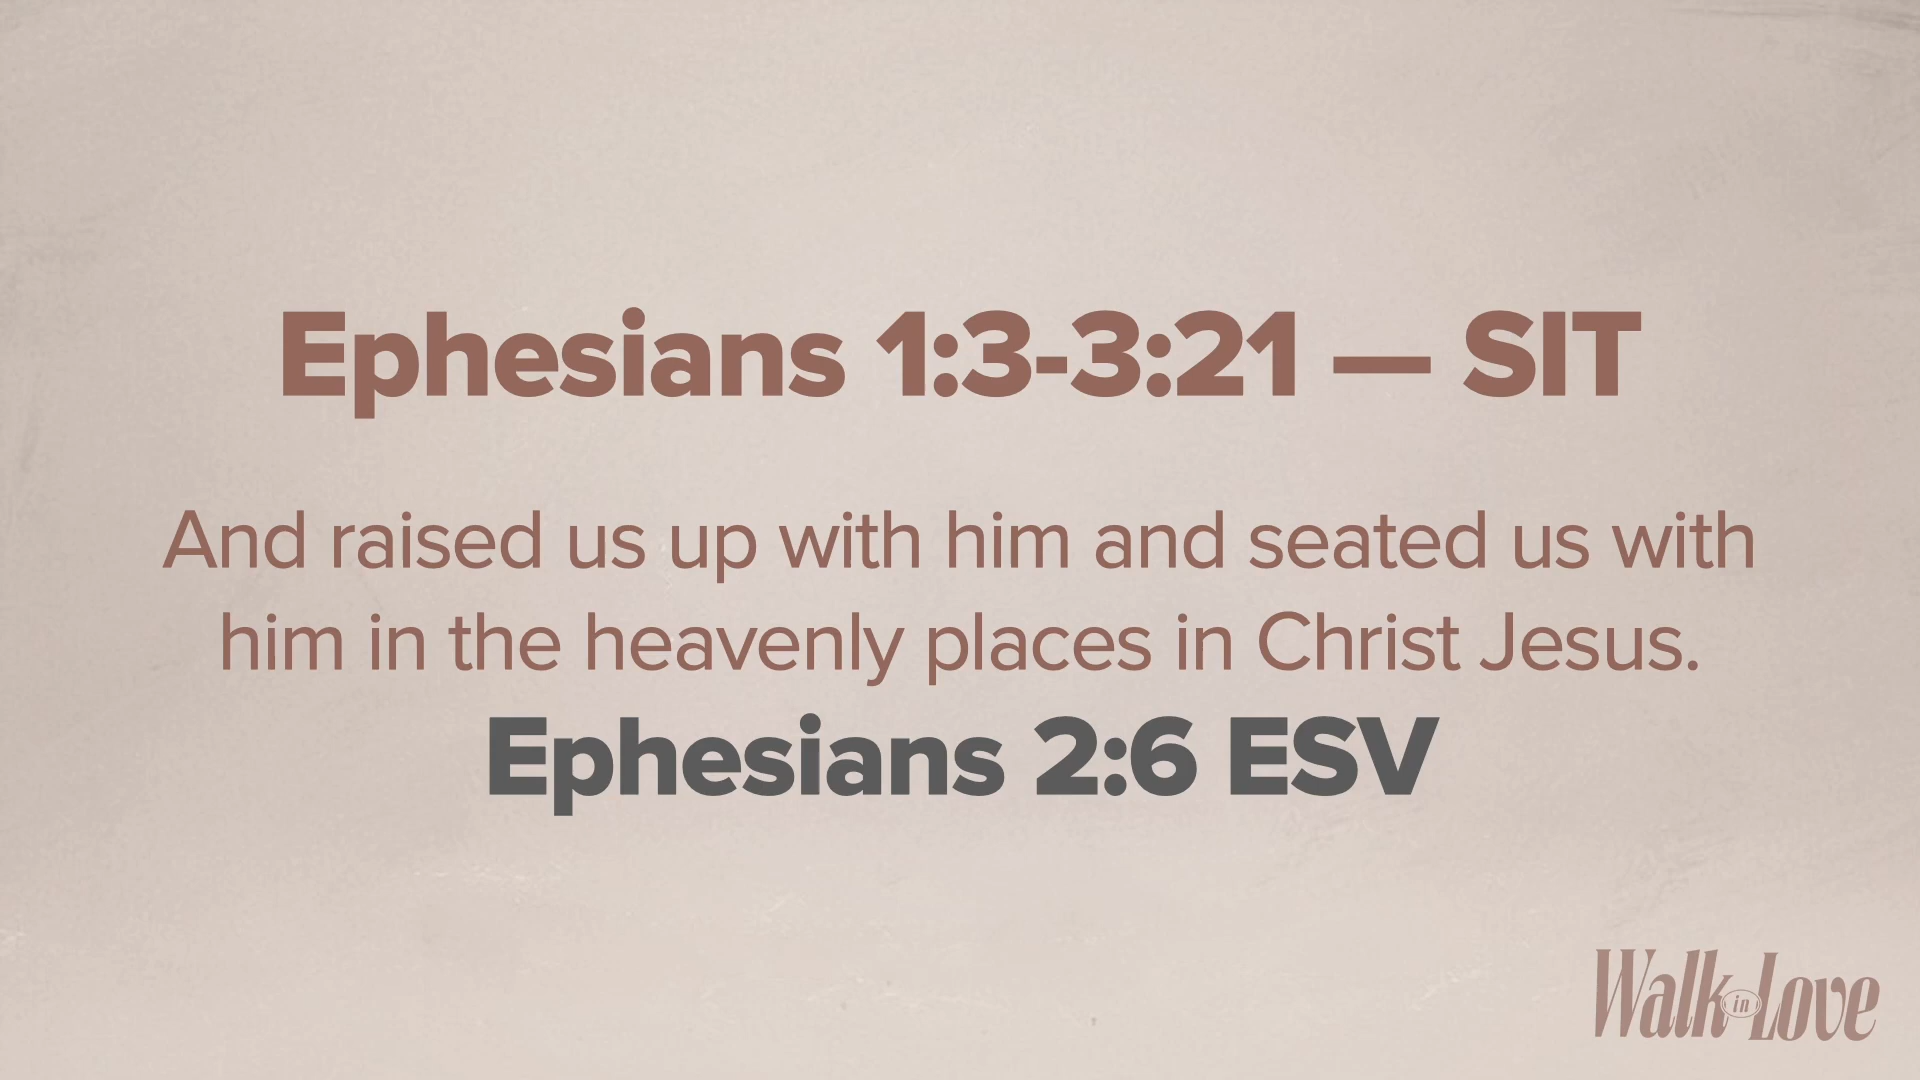 Ephesians 1:3-3:21 — SIT
And raised us up with him and seated us with
him in the heavenly places in Christ Jesus.
Ephesians 2:6 ESV
Walk in Love